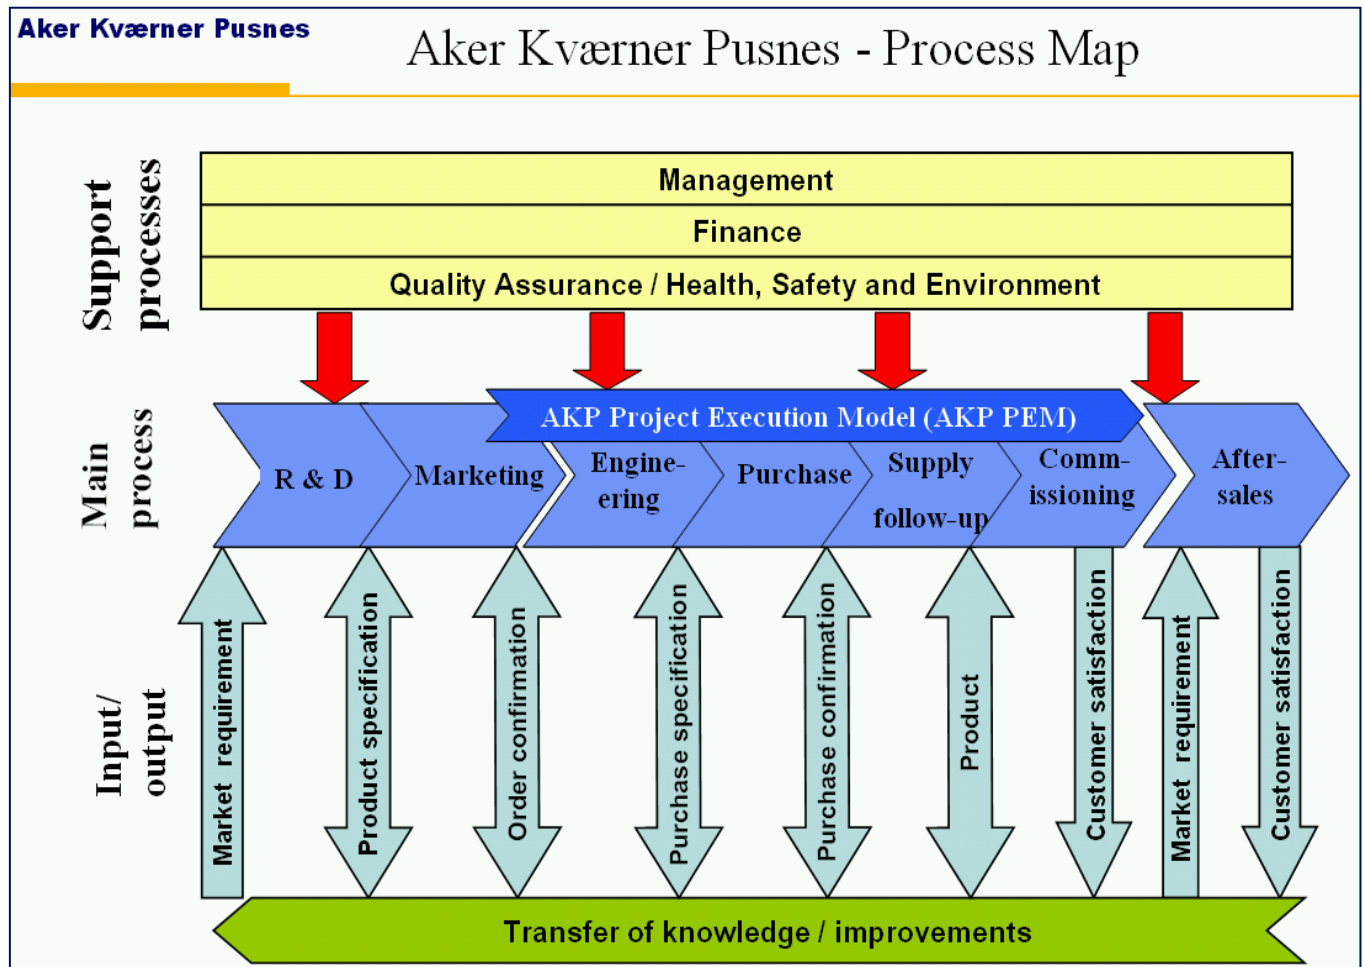 Aker Kværner Pusnes
Aker Kværner Pusnes - Process Map
Support
processes
Management
Finance
Quality Assurance / Health, Safety and Environment
Main
process
AKP Project Execution Model (AKP PEM)
R & D
Marketing
Engine-
ering
Purchase
Supply
follow-up
Comm-
issioning
After-
sales
Input/
output
Market requirement
Product specification
Order confirmation
Purchase specification
Purchase confirmation
Product
Customer satisfaction
Market requirement
Customer satisfaction
Transfer of knowledge / improvements